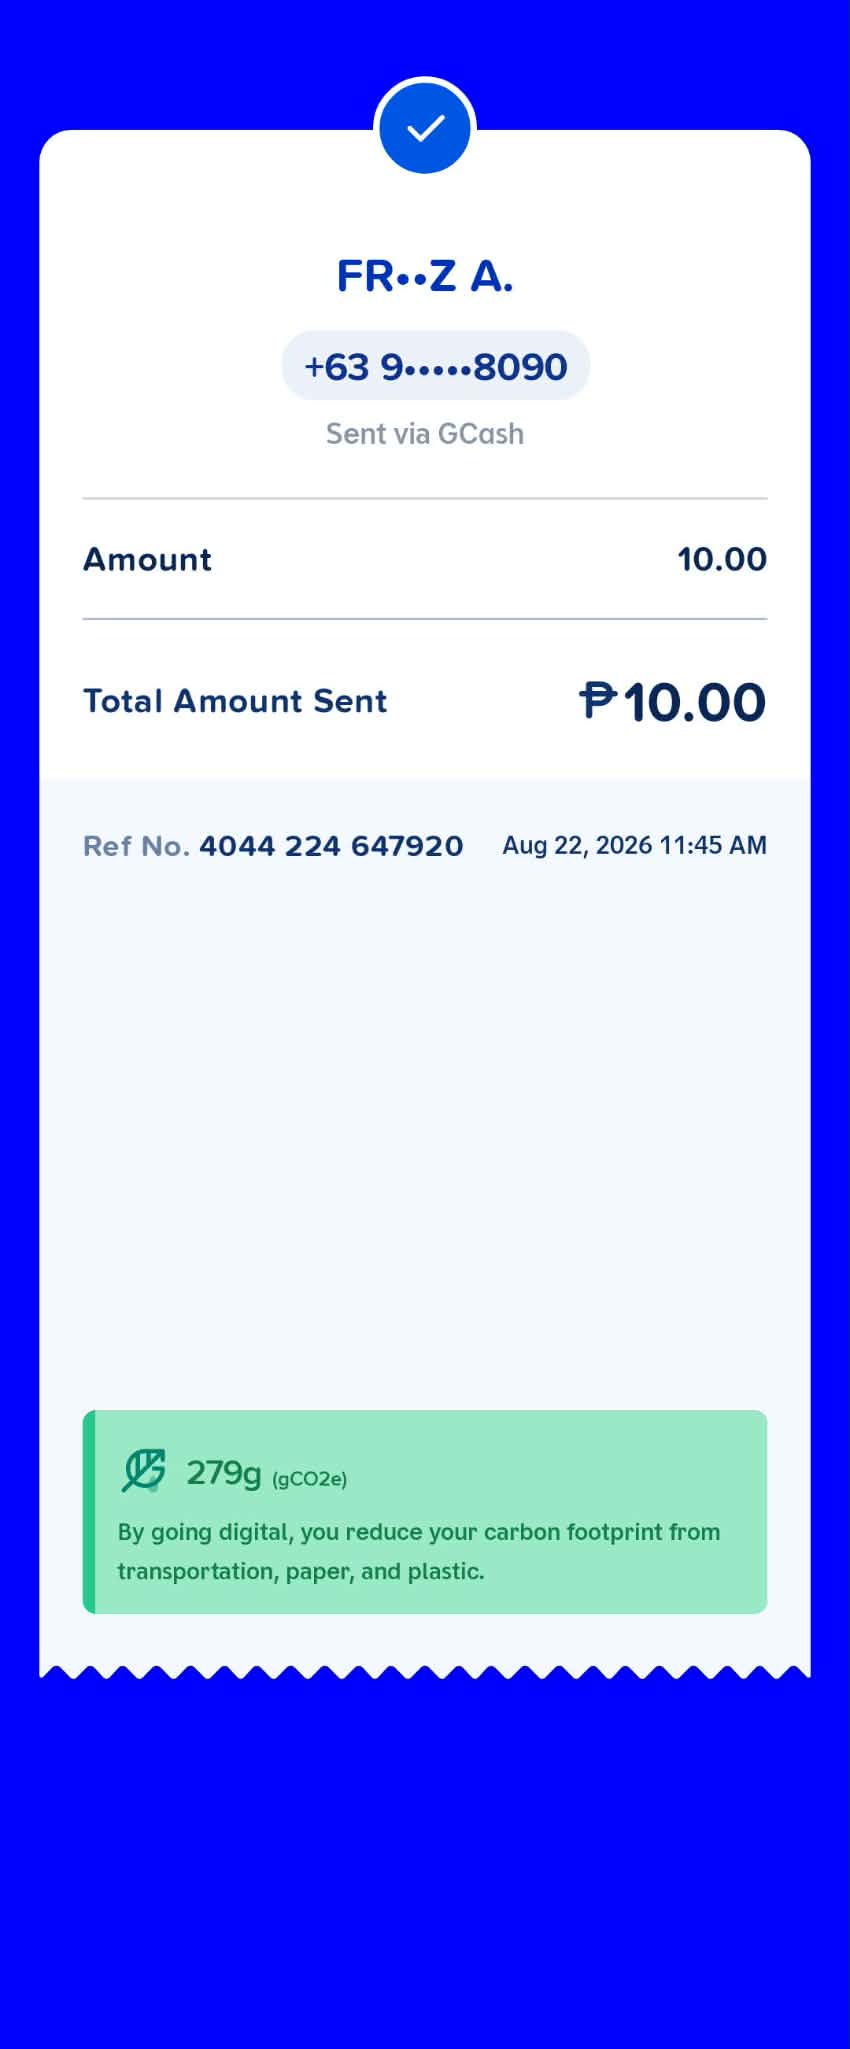 FR••Z A.
+63 9•••••8090
Sent via GCash
Amount 10.00
Total Amount Sent ₱10.00
Ref No. 4044 224 647920 Aug 22, 2026 11:45 AM
279g (gCO2e)
By going digital, you reduce your carbon footprint from
transportation, paper, and plastic.